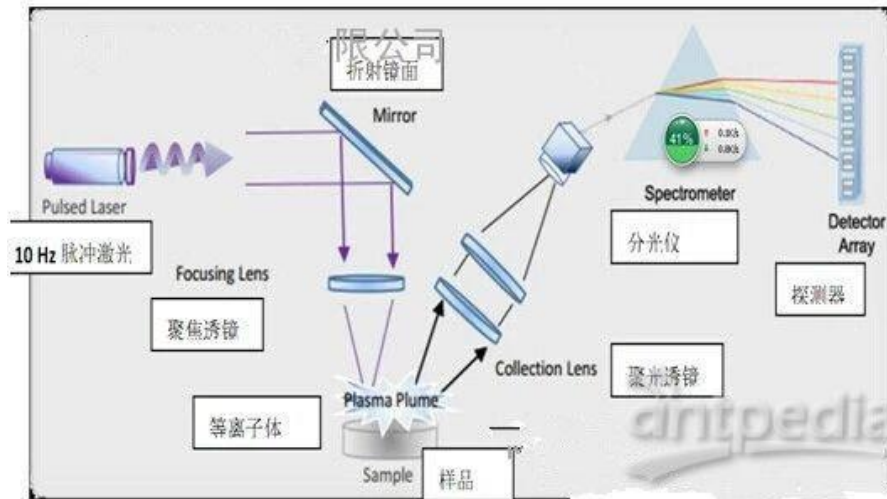 限公司
折射镜面
Mirror
Pulsed Laser
10 Hz 脉冲激光
Focusing Lens
聚焦透镜
41%
Spectrometer
分光仪
Detector
Array
探测器
Collection Lens
聚光透镜
Plasma Plume
等离子体
Sample
样品
antpedia